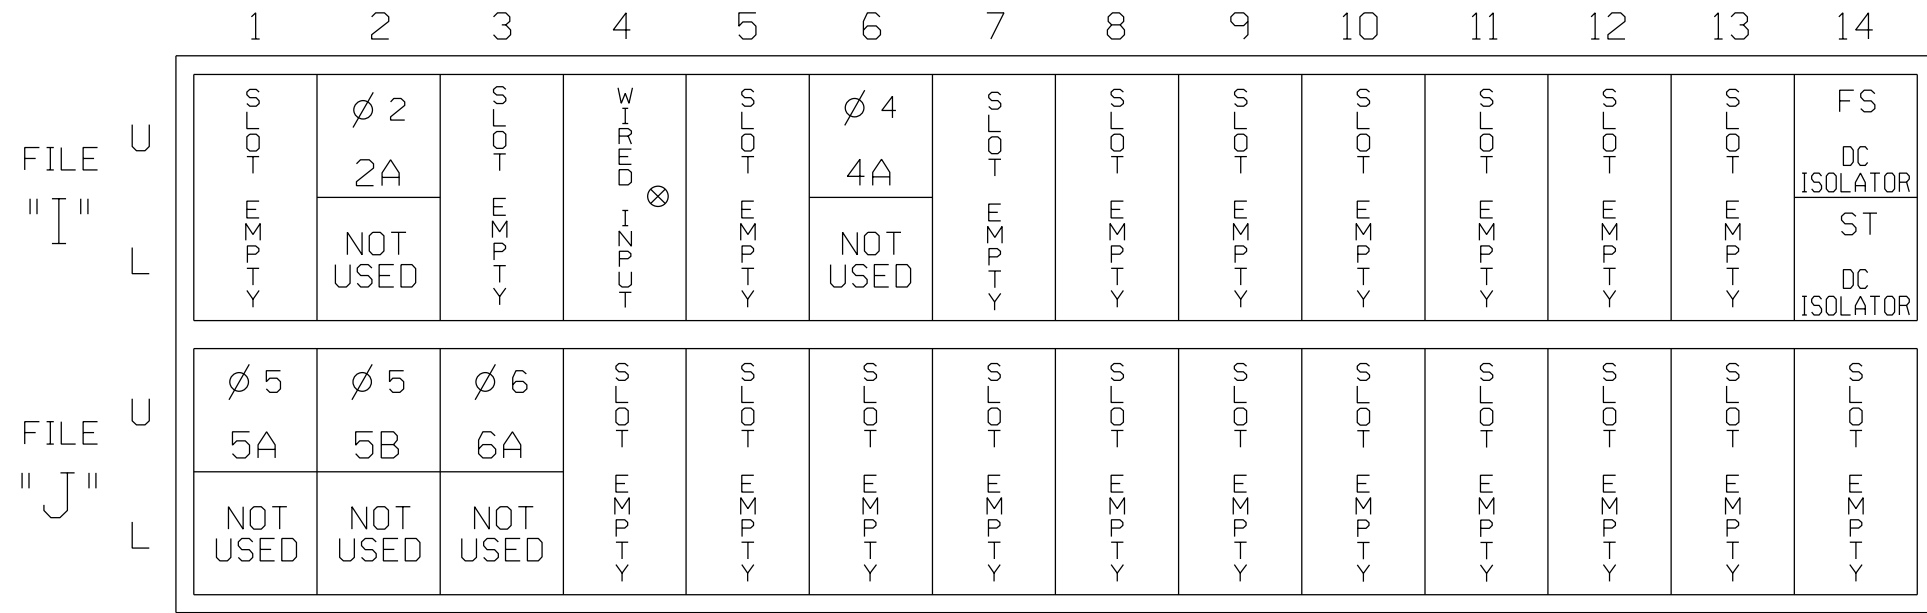 1 2 3 4 5 6 7 8 9 10 11 12 13 14
FILE
"I"
U
L
SLOT EMPTY
Ø 2
2A
NOT
USED
SLOT EMPTY
WIRED INPUT
SLOT EMPTY
Ø 4
4A
NOT
USED
SLOT EMPTY
SLOT EMPTY
SLOT EMPTY
SLOT EMPTY
SLOT EMPTY
SLOT EMPTY
SLOT EMPTY
FS
DC
ISOLATOR
ST
DC
ISOLATOR
FILE
"J"
U
L
Ø 5
5A
NOT
USED
Ø 5
5B
NOT
USED
Ø 6
6A
NOT
USED
SLOT EMPTY
SLOT EMPTY
SLOT EMPTY
SLOT EMPTY
SLOT EMPTY
SLOT EMPTY
SLOT EMPTY
SLOT EMPTY
SLOT EMPTY
SLOT EMPTY
SLOT EMPTY